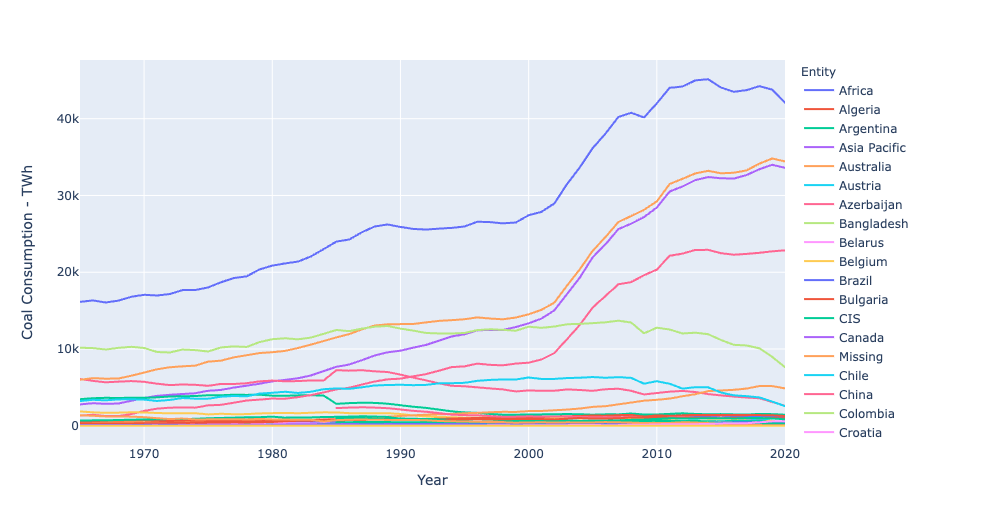 Entity
Africa
Algeria
Argentina
Asia Pacific
Australia
Austria
Azerbaijan
Bangladesh
Belarus
Belgium
Brazil
Bulgaria
CIS
Canada
Missing
Chile
China
Colombia
Croatia
40k
30k
20k
10k
0
Coal Consumption - TWh
1970 1980 1990 2000 2010 2020
Year